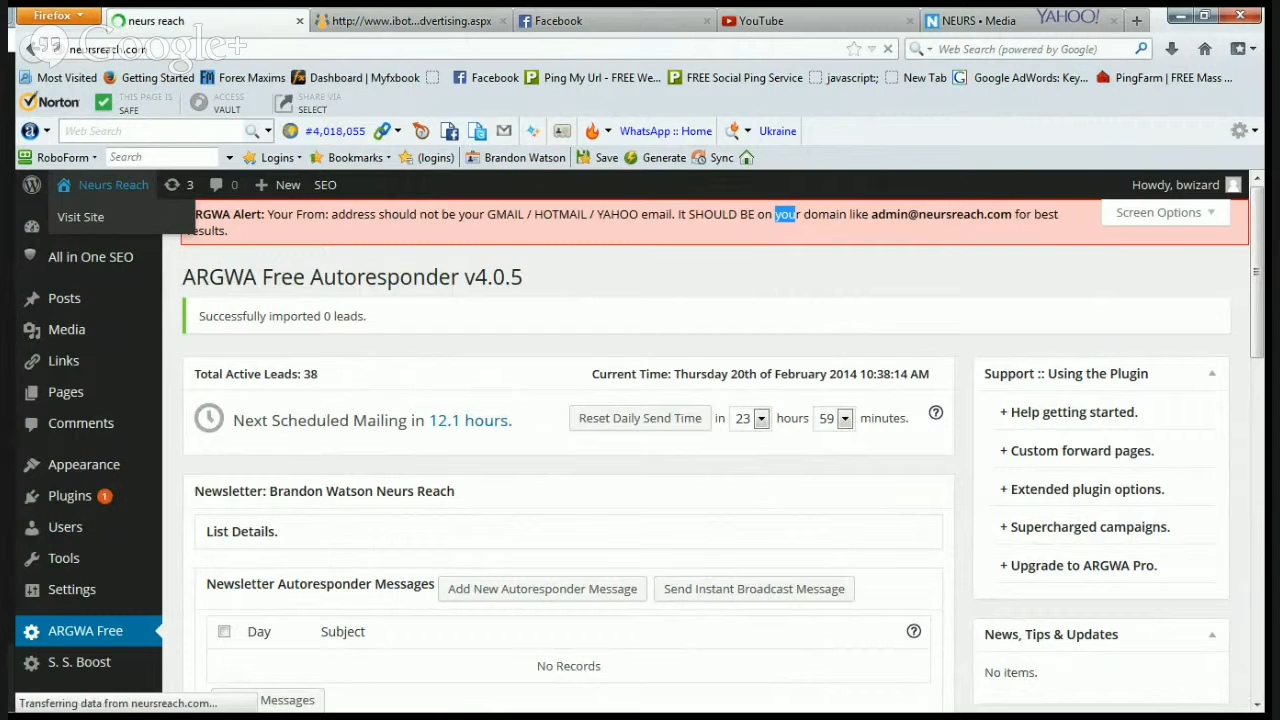 Firefox
neurs reach
http://www.ibot...dvertising.aspx
Facebook
YouTube
NEURS • Media
YAHOO!
Google+
neursreach.com
Web Search (powered by Google)
Most Visited
Getting Started
Forex Maxims
Dashboard | Myfxbook
Facebook
Ping My Url - FREE We...
FREE Social Ping Service
javascript:;
New Tab
Google AdWords: Key...
PingFarm | FREE Mass ...
Norton
THIS PAGE IS
SAFE
ACCESS
VAULT
SHARE VIA
SELECT
Web Search
#4,018,055
WhatsApp :: Home
Ukraine
RoboForm
Search
Logins
Bookmarks
(logins)
Brandon Watson
Save
Generate
Sync
Neurs Reach
3
0
New
SEO
Howdy, bwizard
Visit Site
RGWA Alert: Your From: address should not be your GMAIL / HOTMAIL / YAHOO email. It SHOULD BE on your domain like admin@neursreach.com for best
results.
Screen Options
All in One SEO
Posts
Media
Links
Pages
Comments
Appearance
Plugins 1
Users
Tools
Settings
ARGWA Free
S. S. Boost
ARGWA Free Autoresponder v4.0.5
Successfully imported 0 leads.
Total Active Leads: 38
Current Time: Thursday 20th of February 2014 10:38:14 AM
Next Scheduled Mailing in 12.1 hours.
Reset Daily Send Time in 23 hours 59 minutes.
Newsletter: Brandon Watson Neurs Reach
List Details.
Newsletter Autoresponder Messages
Add New Autoresponder Message
Send Instant Broadcast Message
Day
Subject
No Records
Messages
Support :: Using the Plugin
+ Help getting started.
+ Custom forward pages.
+ Extended plugin options.
+ Supercharged campaigns.
+ Upgrade to ARGWA Pro.
News, Tips & Updates
No items.
Transferring data from neursreach.com...